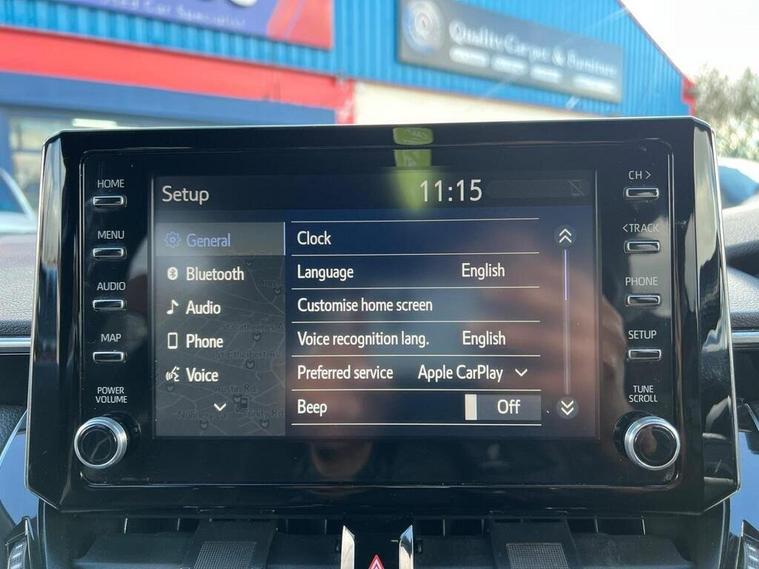 Car Specialist
Quality Carpet & Furniture
HOME
MENU
AUDIO
MAP
POWER
VOLUME
Setup
11:15
General
Bluetooth
Audio
Phone
Voice
Clock
Language English
Customise home screen
Voice recognition lang. English
Preferred service Apple CarPlay
Beep Off
CH >
< TRACK
PHONE
SETUP
TUNE
SCROLL